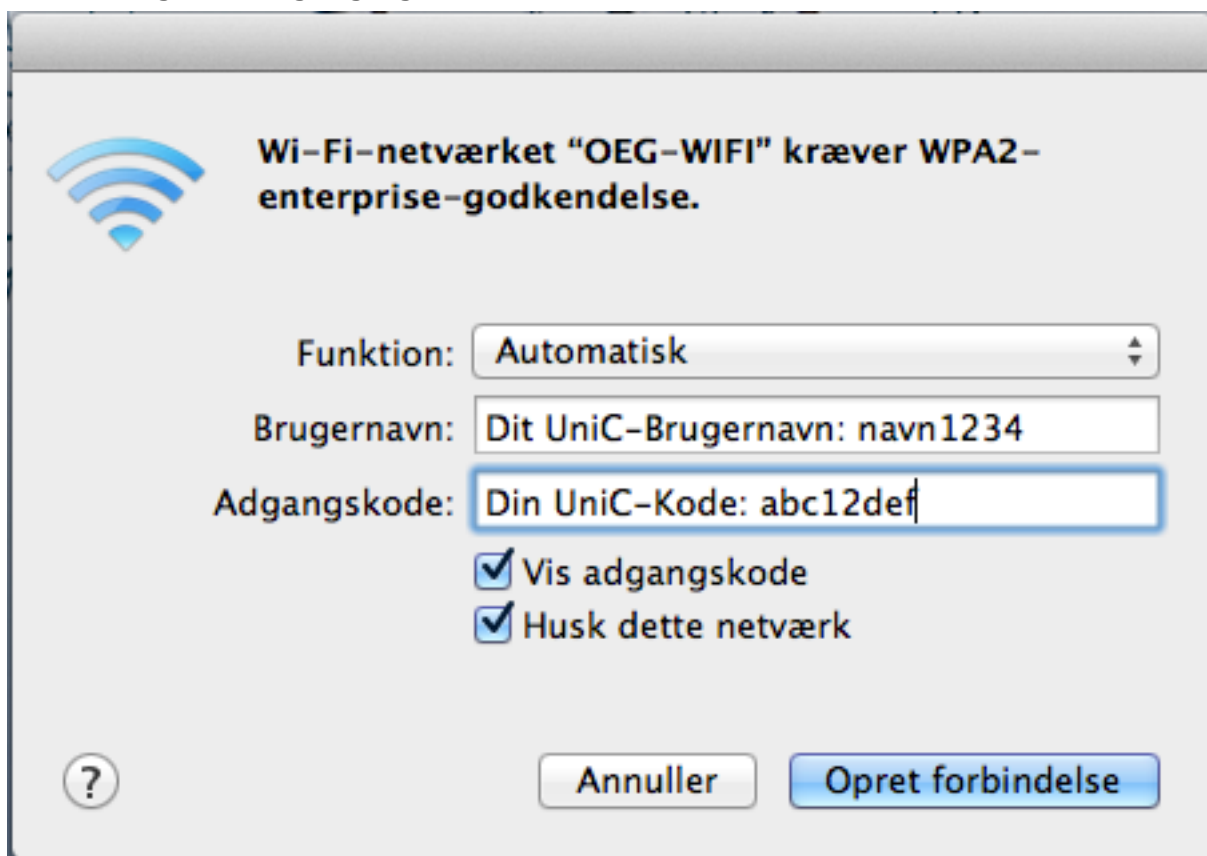 Wi-Fi-netværket “OEG-WIFI” kræver WPA2-
enterprise-godkendelse.
Funktion: Automatisk
Brugernavn: Dit UniC-Brugernavn: navn1234
Adgangskode: Din UniC-Kode: abc12def
Vis adgangskode
Husk dette netværk
? Annuller Opret forbindelse